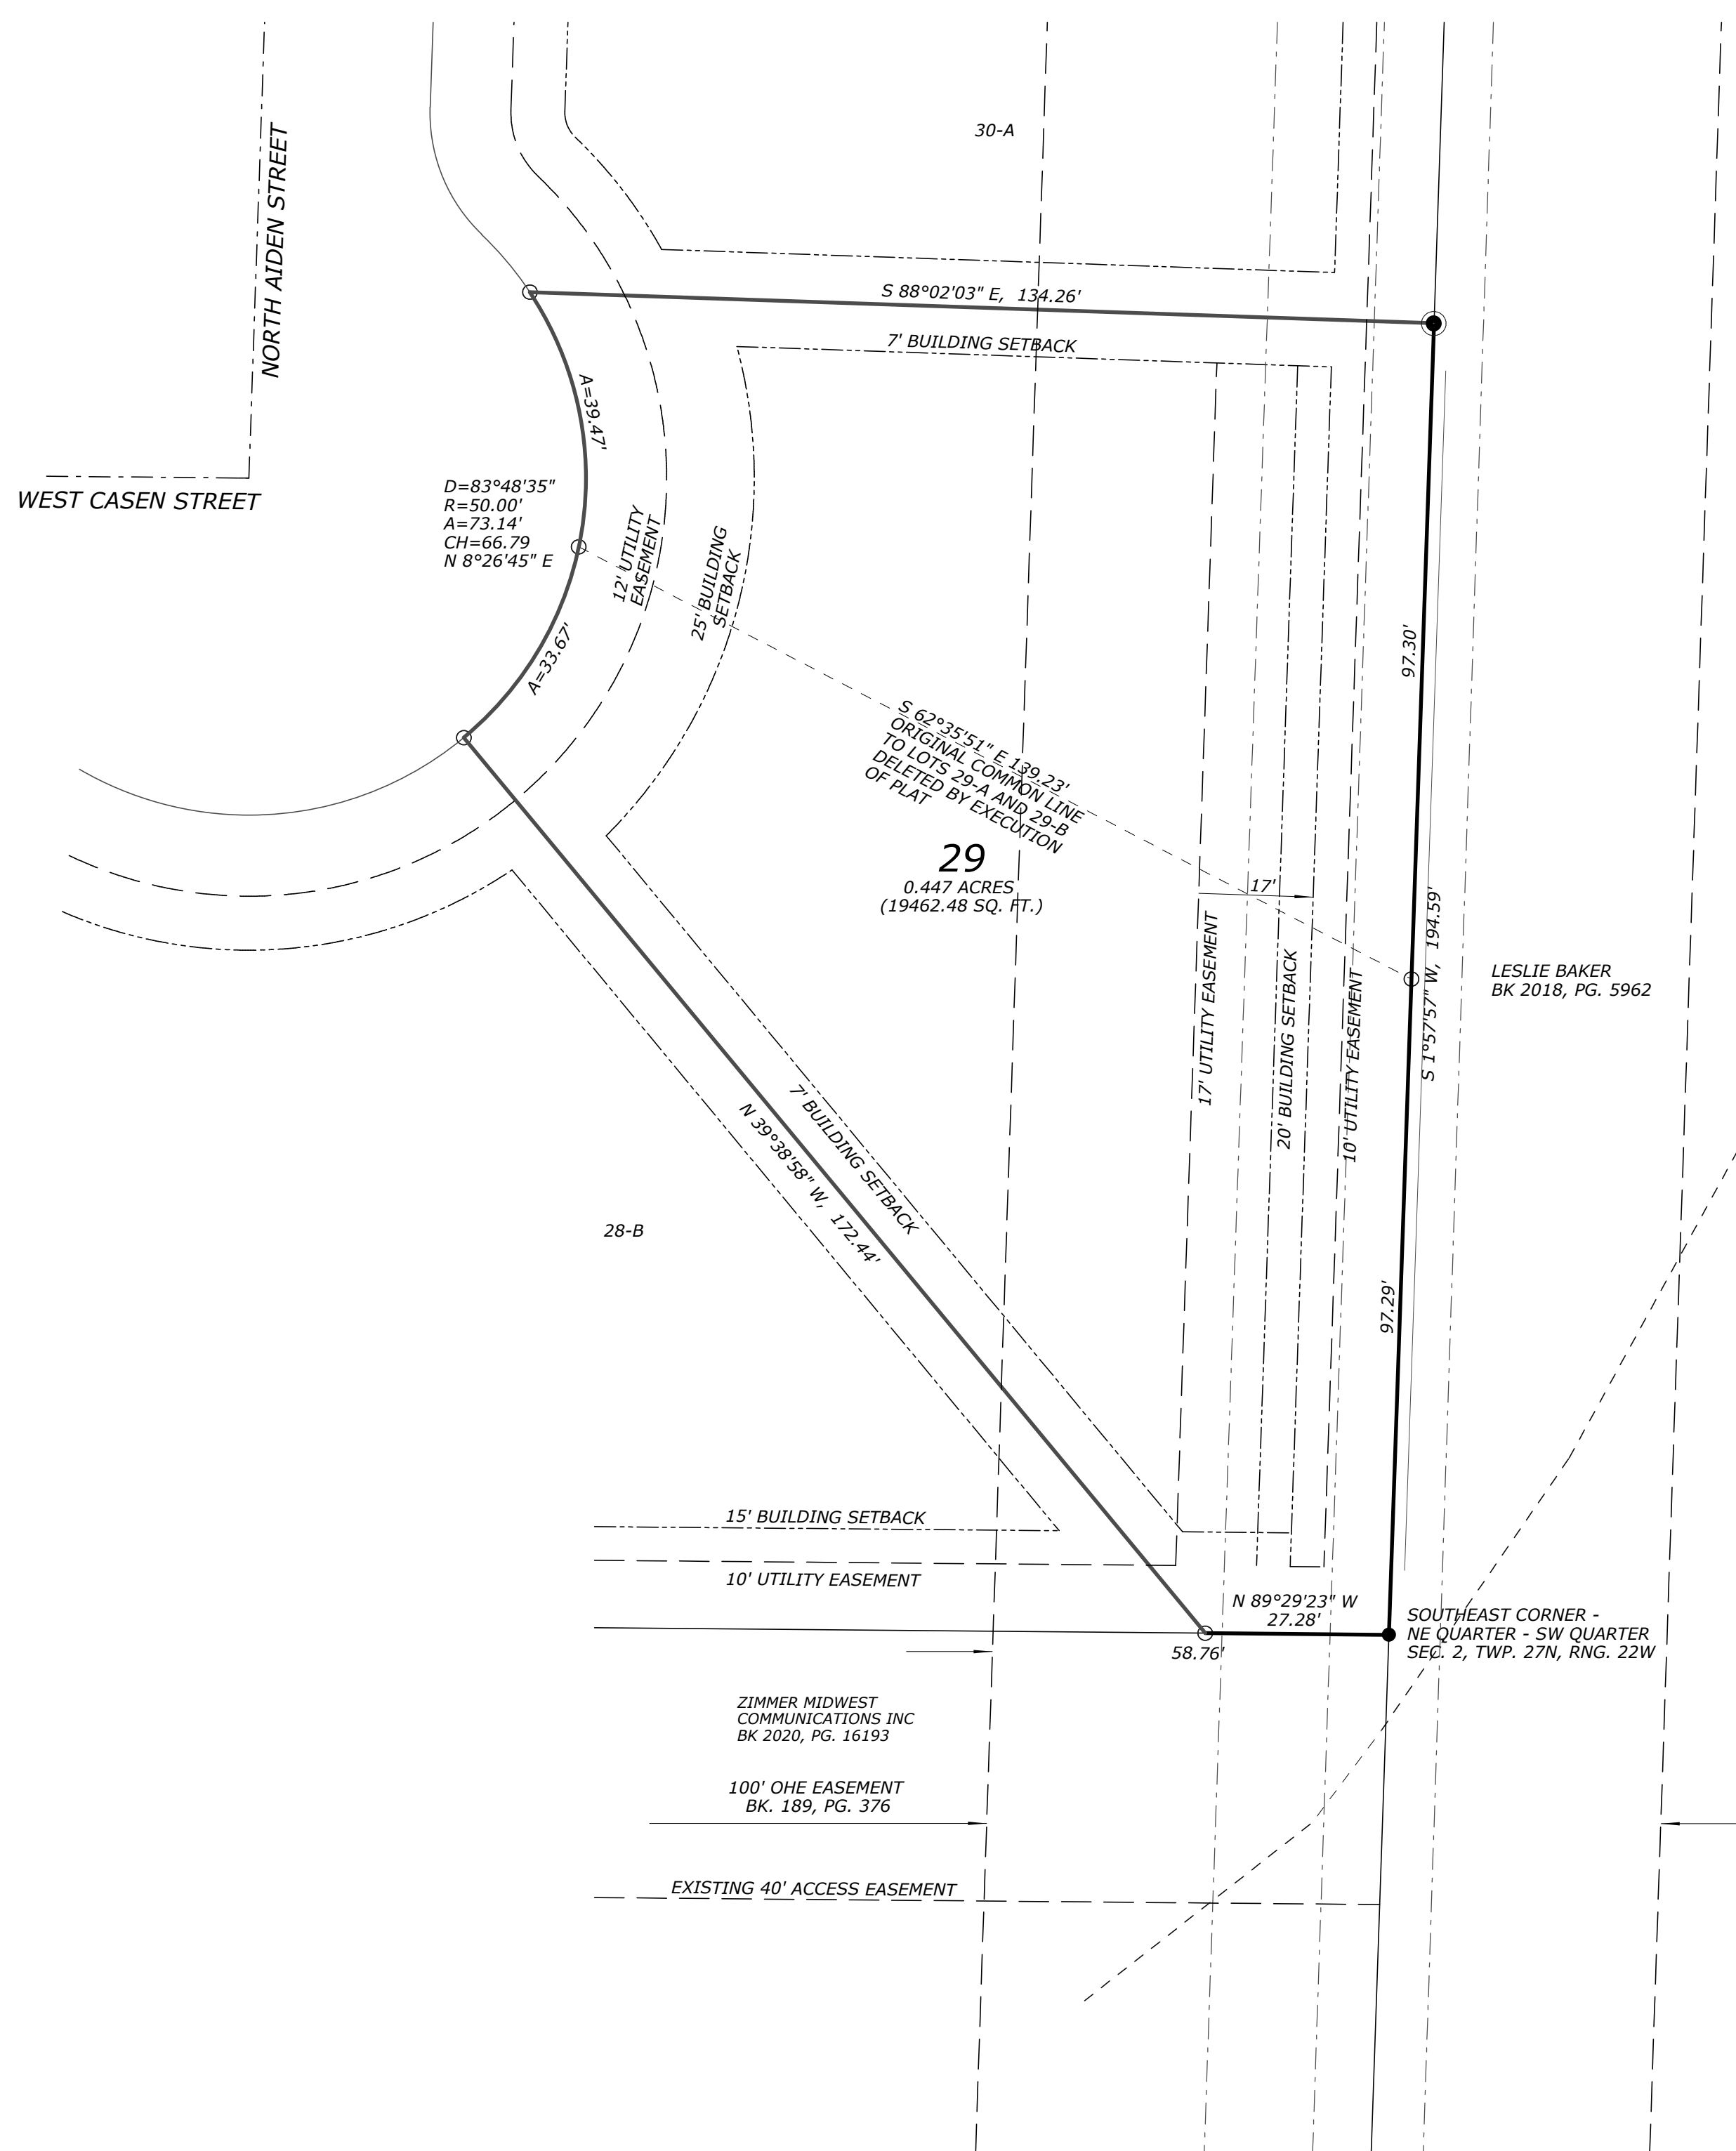 30-A
NORTH AIDEN STREET
S 88°02'03" E, 134.26'
7' BUILDING SETBACK
A=39.47'
WEST CASEN STREET
D=83°48'35"
R=50.00'
A=73.14'
CH=66.79
N 8°26'45" E
12' UTILITY
EASEMENT
25' BUILDING
SETBACK
A=33.67'
97.30'
S 62°35'51" E 139.23'
ORIGINAL COMMON LINE
TO LOTS 29-A AND 29-B
DELETED BY EXECUTION
OF PLAT
29
0.447 ACRES
(19462.48 SQ. FT.)
17'
17' UTILITY EASEMENT
20' BUILDING SETBACK
10' UTILITY EASEMENT
S 1°57'57" W, 194.59'
LESLIE BAKER
BK 2018, PG. 5962
7' BUILDING SETBACK
N 39°38'58" W, 172.44'
28-B
97.29'
15' BUILDING SETBACK
10' UTILITY EASEMENT
N 89°29'23" W
27.28'
58.76'
SOUTHEAST CORNER -
NE QUARTER - SW QUARTER
SEC. 2, TWP. 27N, RNG. 22W
ZIMMER MIDWEST
COMMUNICATIONS INC
BK 2020, PG. 16193
100' OHE EASEMENT
BK. 189, PG. 376
EXISTING 40' ACCESS EASEMENT